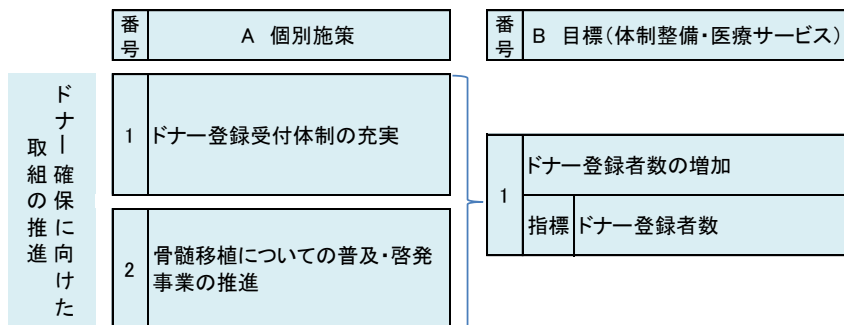 番号
A 個別施策
番号
B 目標(体制整備・医療サービス)
ドナー確保に向けた
取組の推進
1
ドナー登録受付体制の充実
2
骨髄移植についての普及・啓発
事業の推進
1
ドナー登録者数の増加
指標
ドナー登録者数